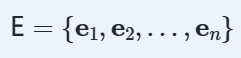 E = {e₁, e₂, . . . , eₙ}